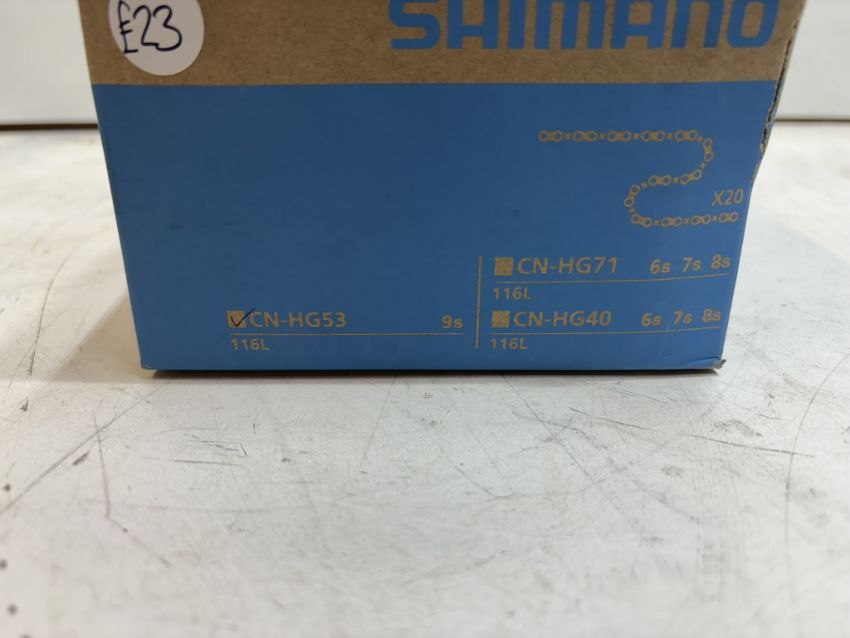 £23
SHIMANO
X20
CN-HG71 6s 7s 8s
116L
CN-HG53 9s
116L
CN-HG40 6s 7s 8s
116L